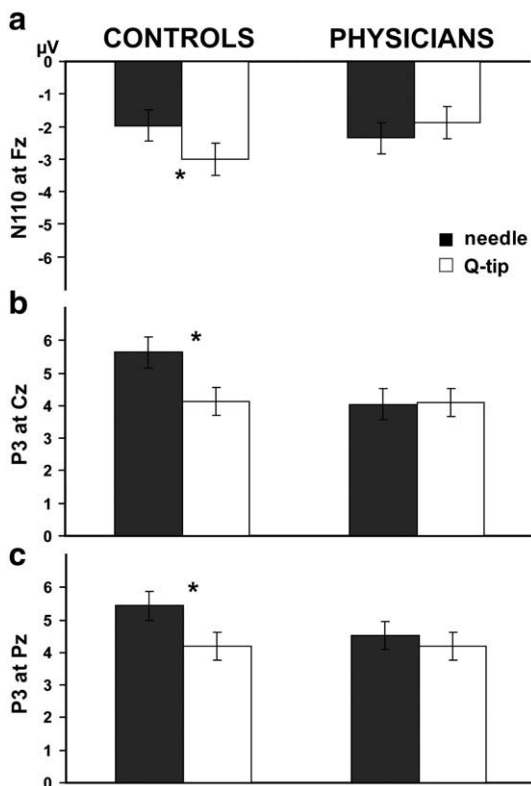 a
µV
CONTROLS PHYSICIANS
0
-1
-2
-3
-4
-5
-6
N110 at Fz
*
needle
Q-tip
b
6
5
4
3
2
1
0
P3 at Cz
*
c
6
5
4
3
2
1
0
P3 at Pz
*